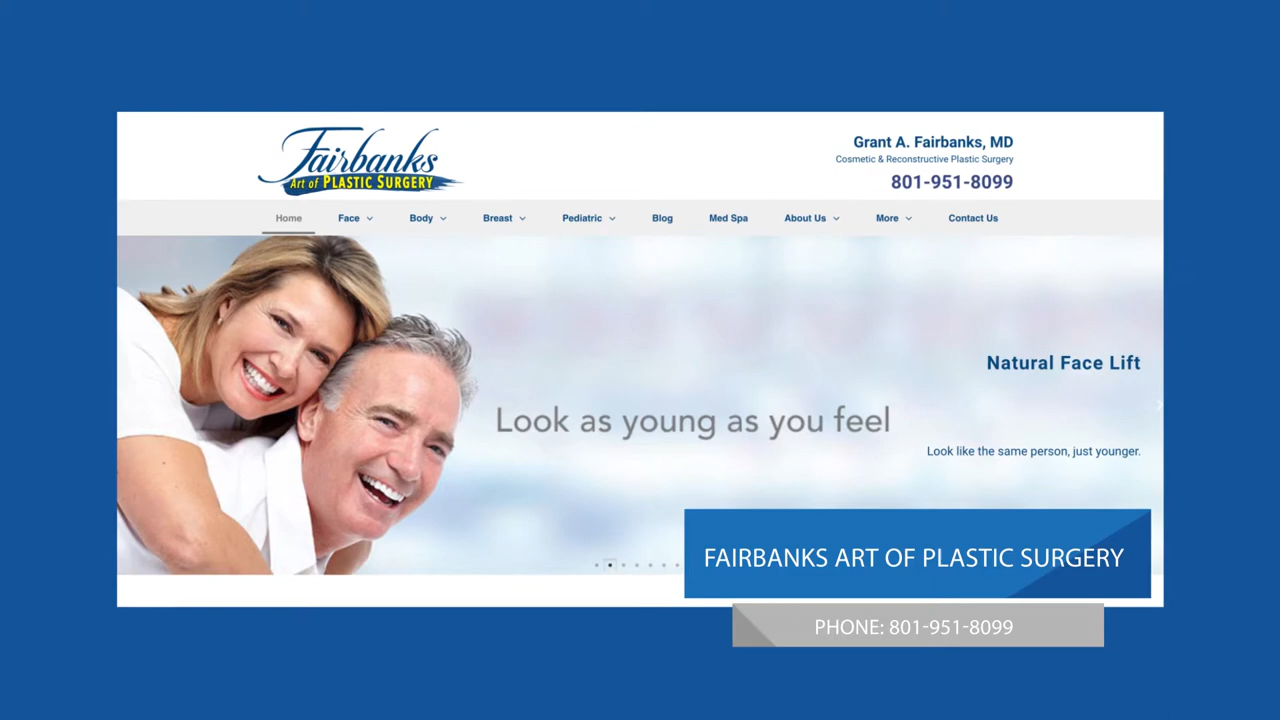 Fairbanks
Art of PLASTIC SURGERY
Grant A. Fairbanks, MD
Cosmetic & Reconstructive Plastic Surgery
801-951-8099
Home Face Body Breast Pediatric Blog Med Spa About Us More Contact Us
Natural Face Lift
Look as young as you feel
Look like the same person, just younger.
FAIRBANKS ART OF PLASTIC SURGERY
PHONE: 801-951-8099